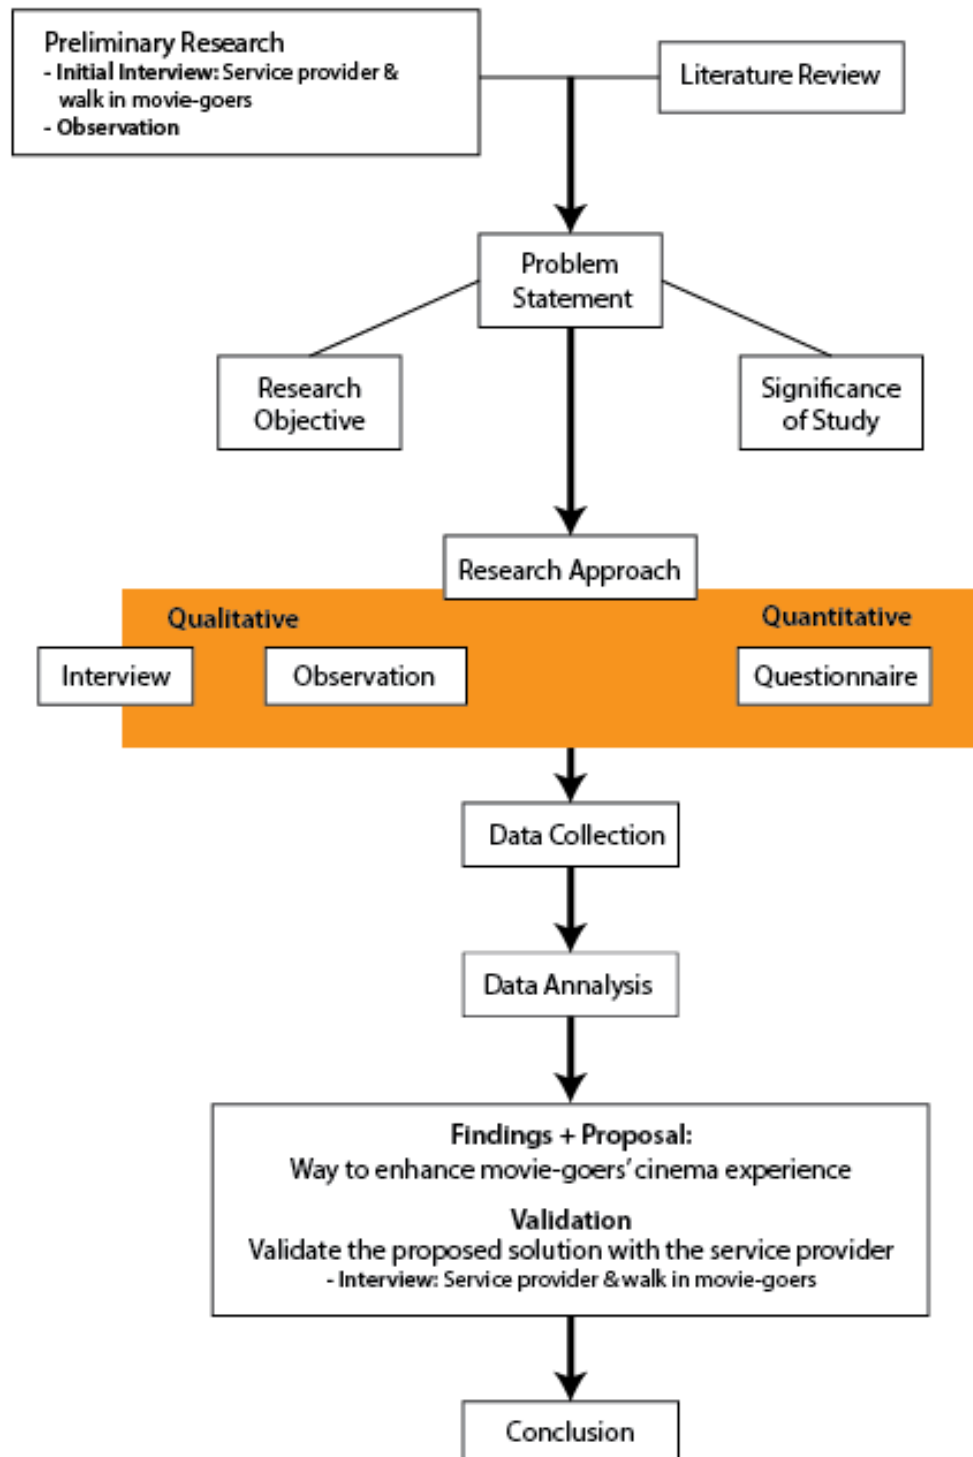 Preliminary Research
- Initial Interview: Service provider &
walk in movie-goers
- Observation
Literature Review
Problem
Statement
Research
Objective
Significance
of Study
Research Approach
Qualitative
Quantitative
Interview
Observation
Questionnaire
Data Collection
Data Annalysis
Findings + Proposal:
Way to enhance movie-goers' cinema experience
Validation
Validate the proposed solution with the service provider
- Interview: Service provider & walk in movie-goers
Conclusion